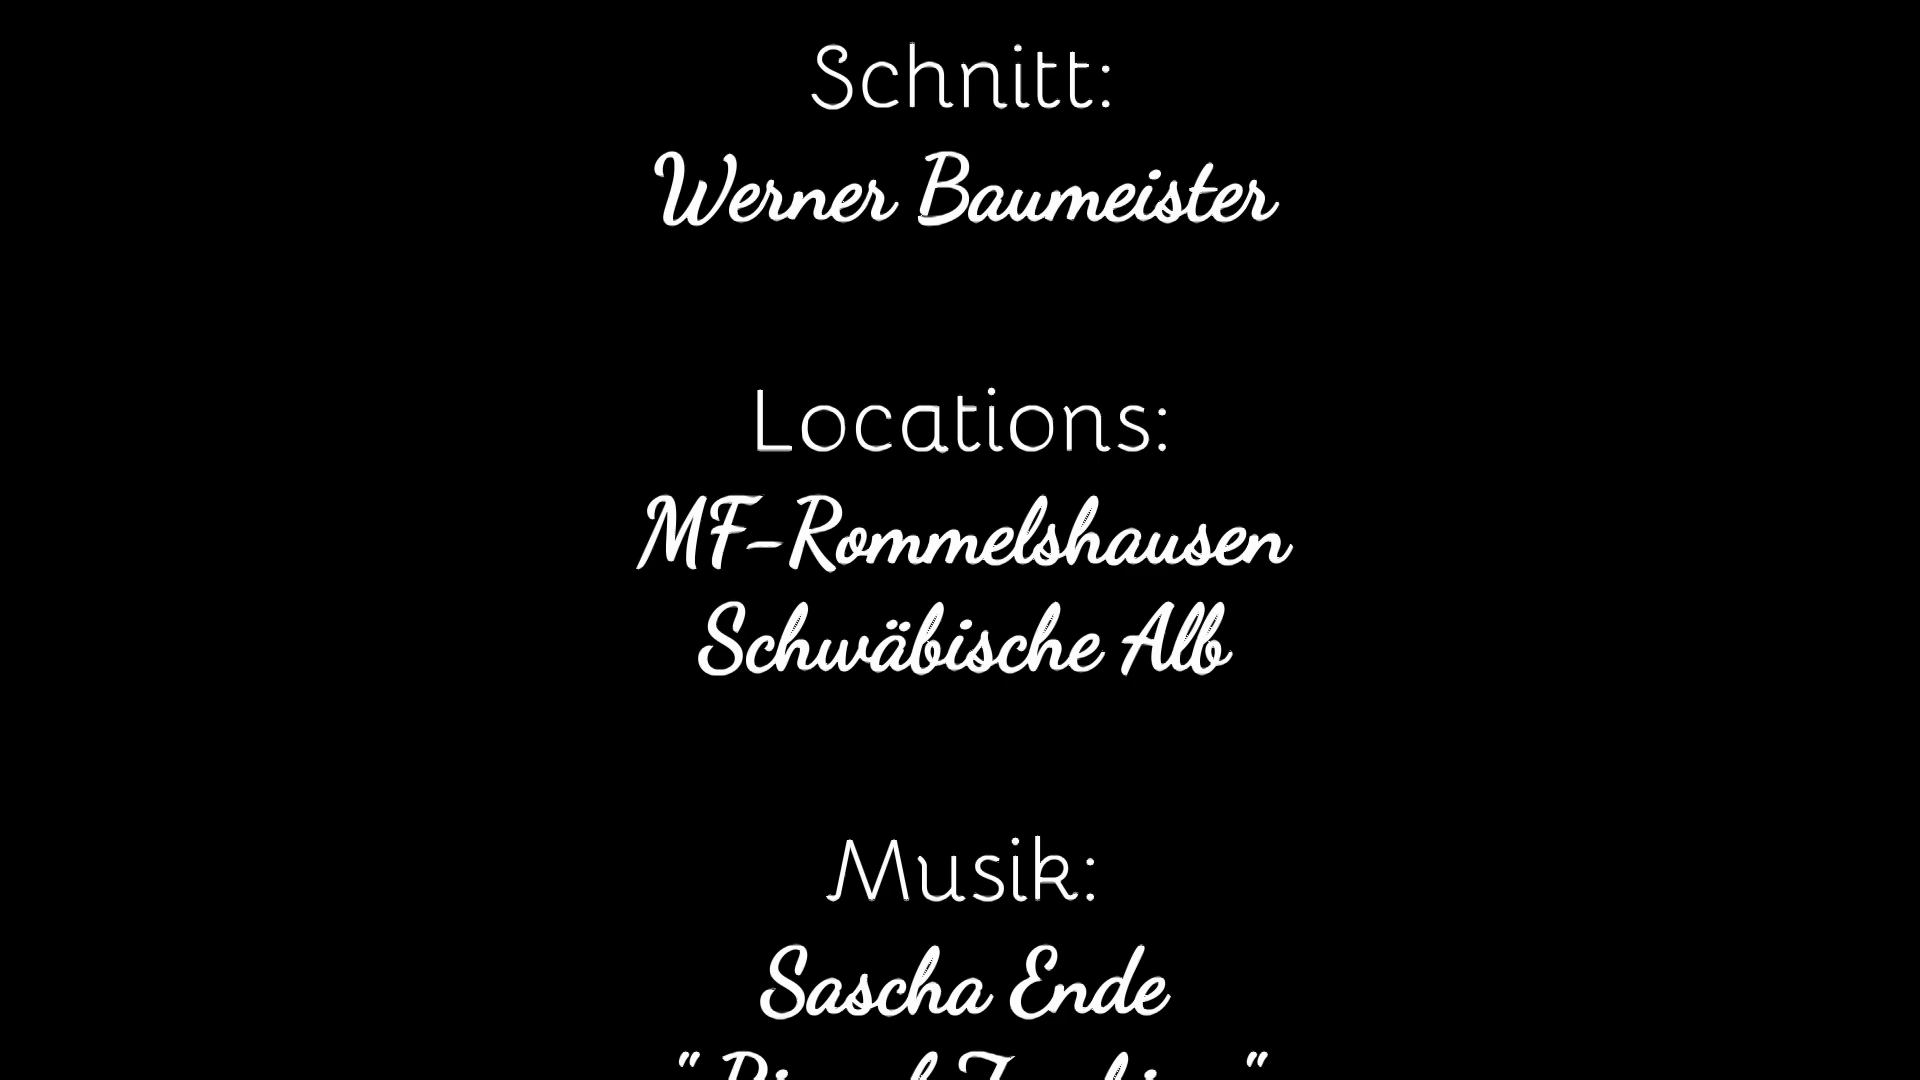 Schnitt:
Werner Baumeister
Locations:
MF-Rommelshausen
Schwäbische Alb
Musik:
Sascha Ende